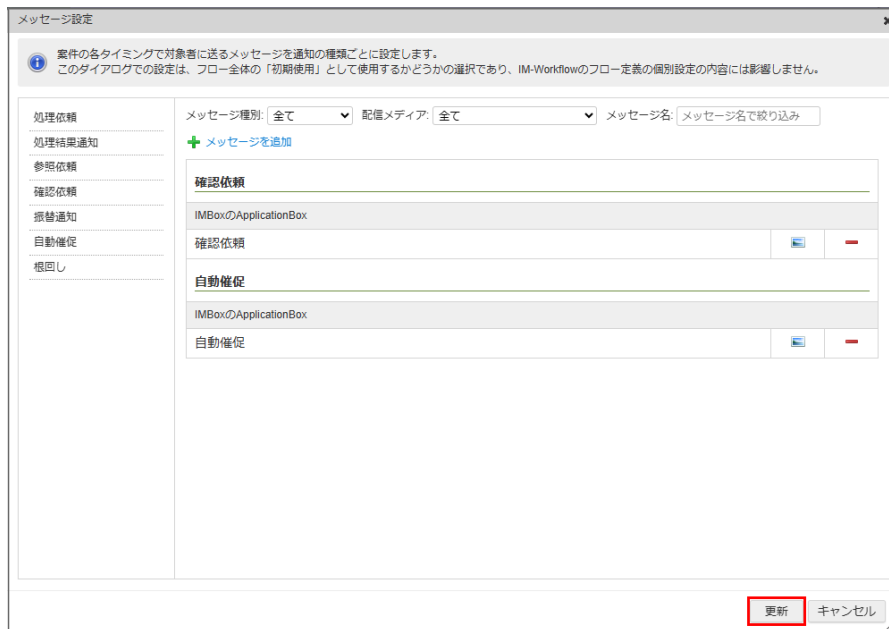 メッセージ設定
案件の各タイミングで対象者に送るメッセージを通知の種類ごとに設定します。
このダイアログでの設定は、フロー全体の「初期使用」として使用するかどうかの選択であり、IM-Workflowのフロー定義の個別設定の内容には影響しません。
処理依頼
処理結果通知
参照依頼
確認依頼
振替通知
自動催促
根回し
メッセージ種別: 全て 配信メディア: 全て メッセージ名: メッセージ名で絞り込み
メッセージを追加
確認依頼
IMBoxのApplicationBox
確認依頼
自動催促
IMBoxのApplicationBox
自動催促
更新 キャンセル